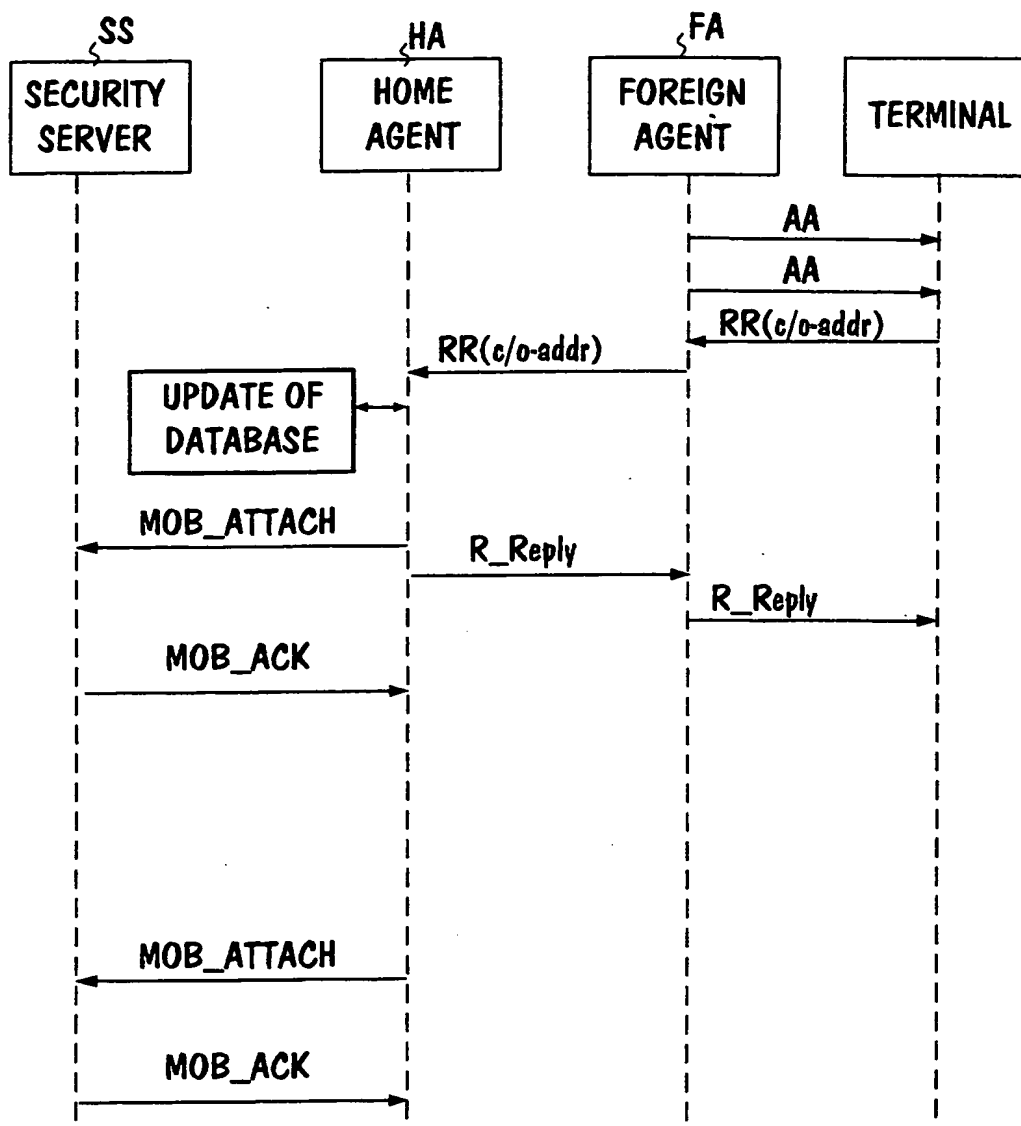 SS
HA
FA
SECURITY
SERVER
HOME
AGENT
FOREIGN
AGENT
TERMINAL
AA
AA
RR(c/o-addr)
RR(c/o-addr)
UPDATE OF
DATABASE
MOB_ATTACH
R_Reply
R_Reply
MOB_ACK
MOB_ATTACH
MOB_ACK